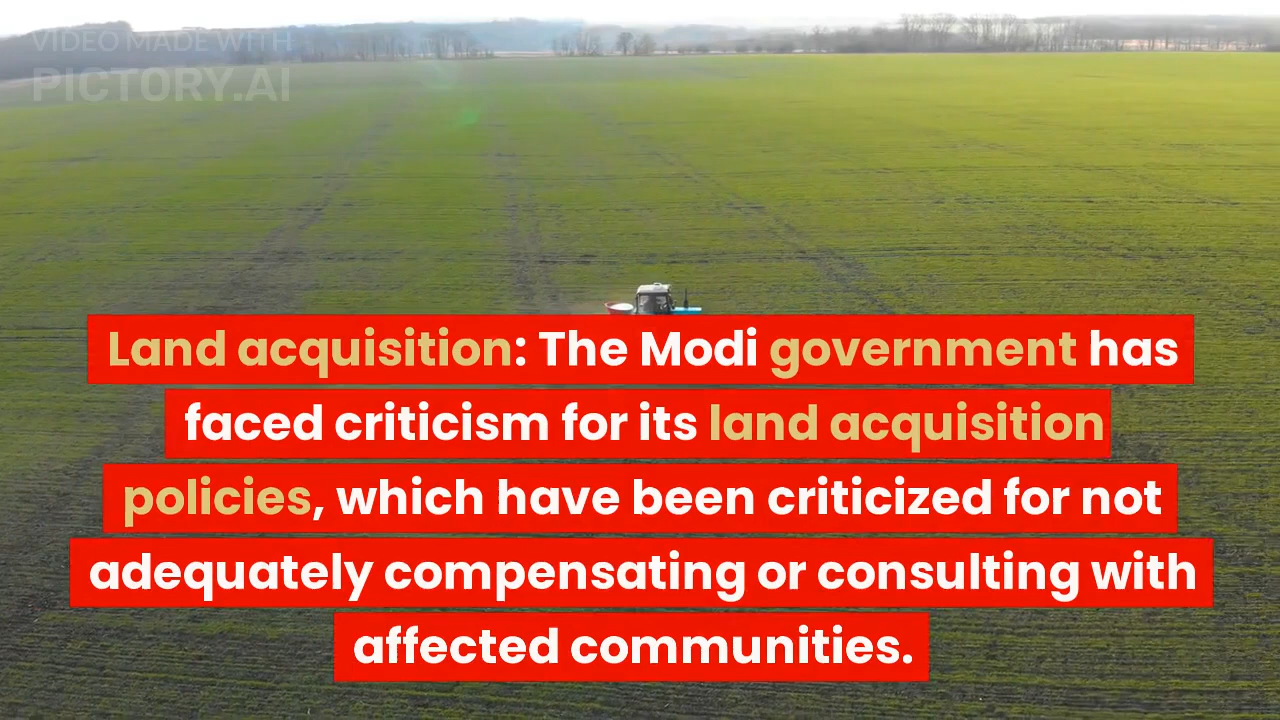 VIDEO MADE WITH
PICTORY.AI
Land acquisition: The Modi government has
faced criticism for its land acquisition
policies, which have been criticized for not
adequately compensating or consulting with
affected communities.